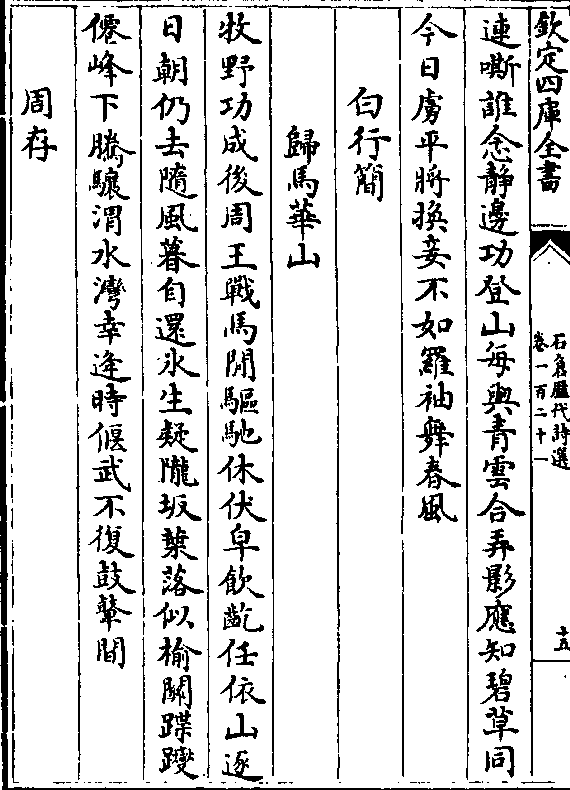 欽定四庫全書
石倉歷代詩選
卷一百二十一
十五
連嘶誰念静邊功登山每與青雲合弄影應知碧草同
今日虜平將換妾不如羅袖舞春風
白行簡
歸馬華山
牧野功成後周王戰馬閒驅馳休伏皁飲齕任依山逐
日朝仍去隨風暮自還氷生疑隴坂葉落似榆關蹀躞
僊峰下騰驤渭水灣幸逢時偃武不復鼓鼙間
周存